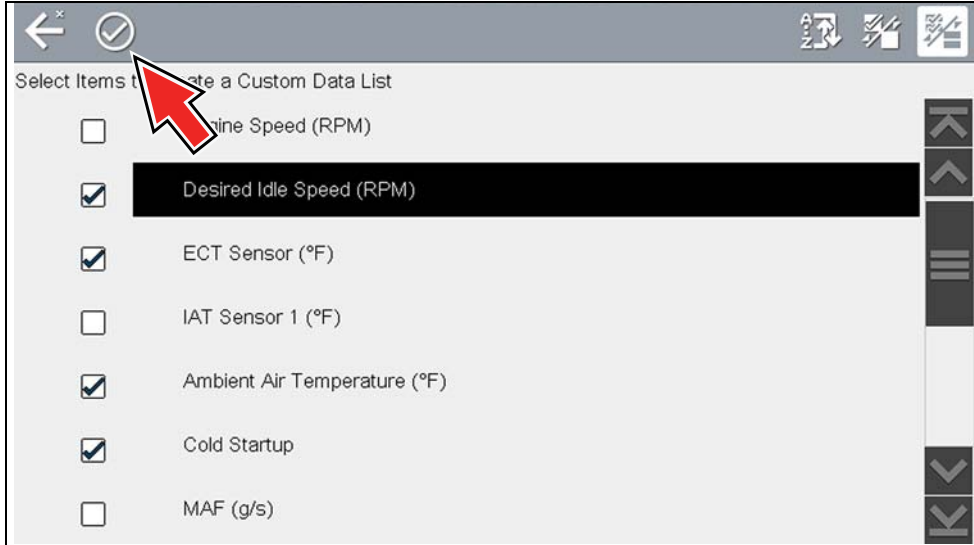 A
Z
Select Items t ate a Custom Data List
gine Speed (RPM)
Desired Idle Speed (RPM)
ECT Sensor (°F)
IAT Sensor 1 (°F)
Ambient Air Temperature (°F)
Cold Startup
MAF (g/s)